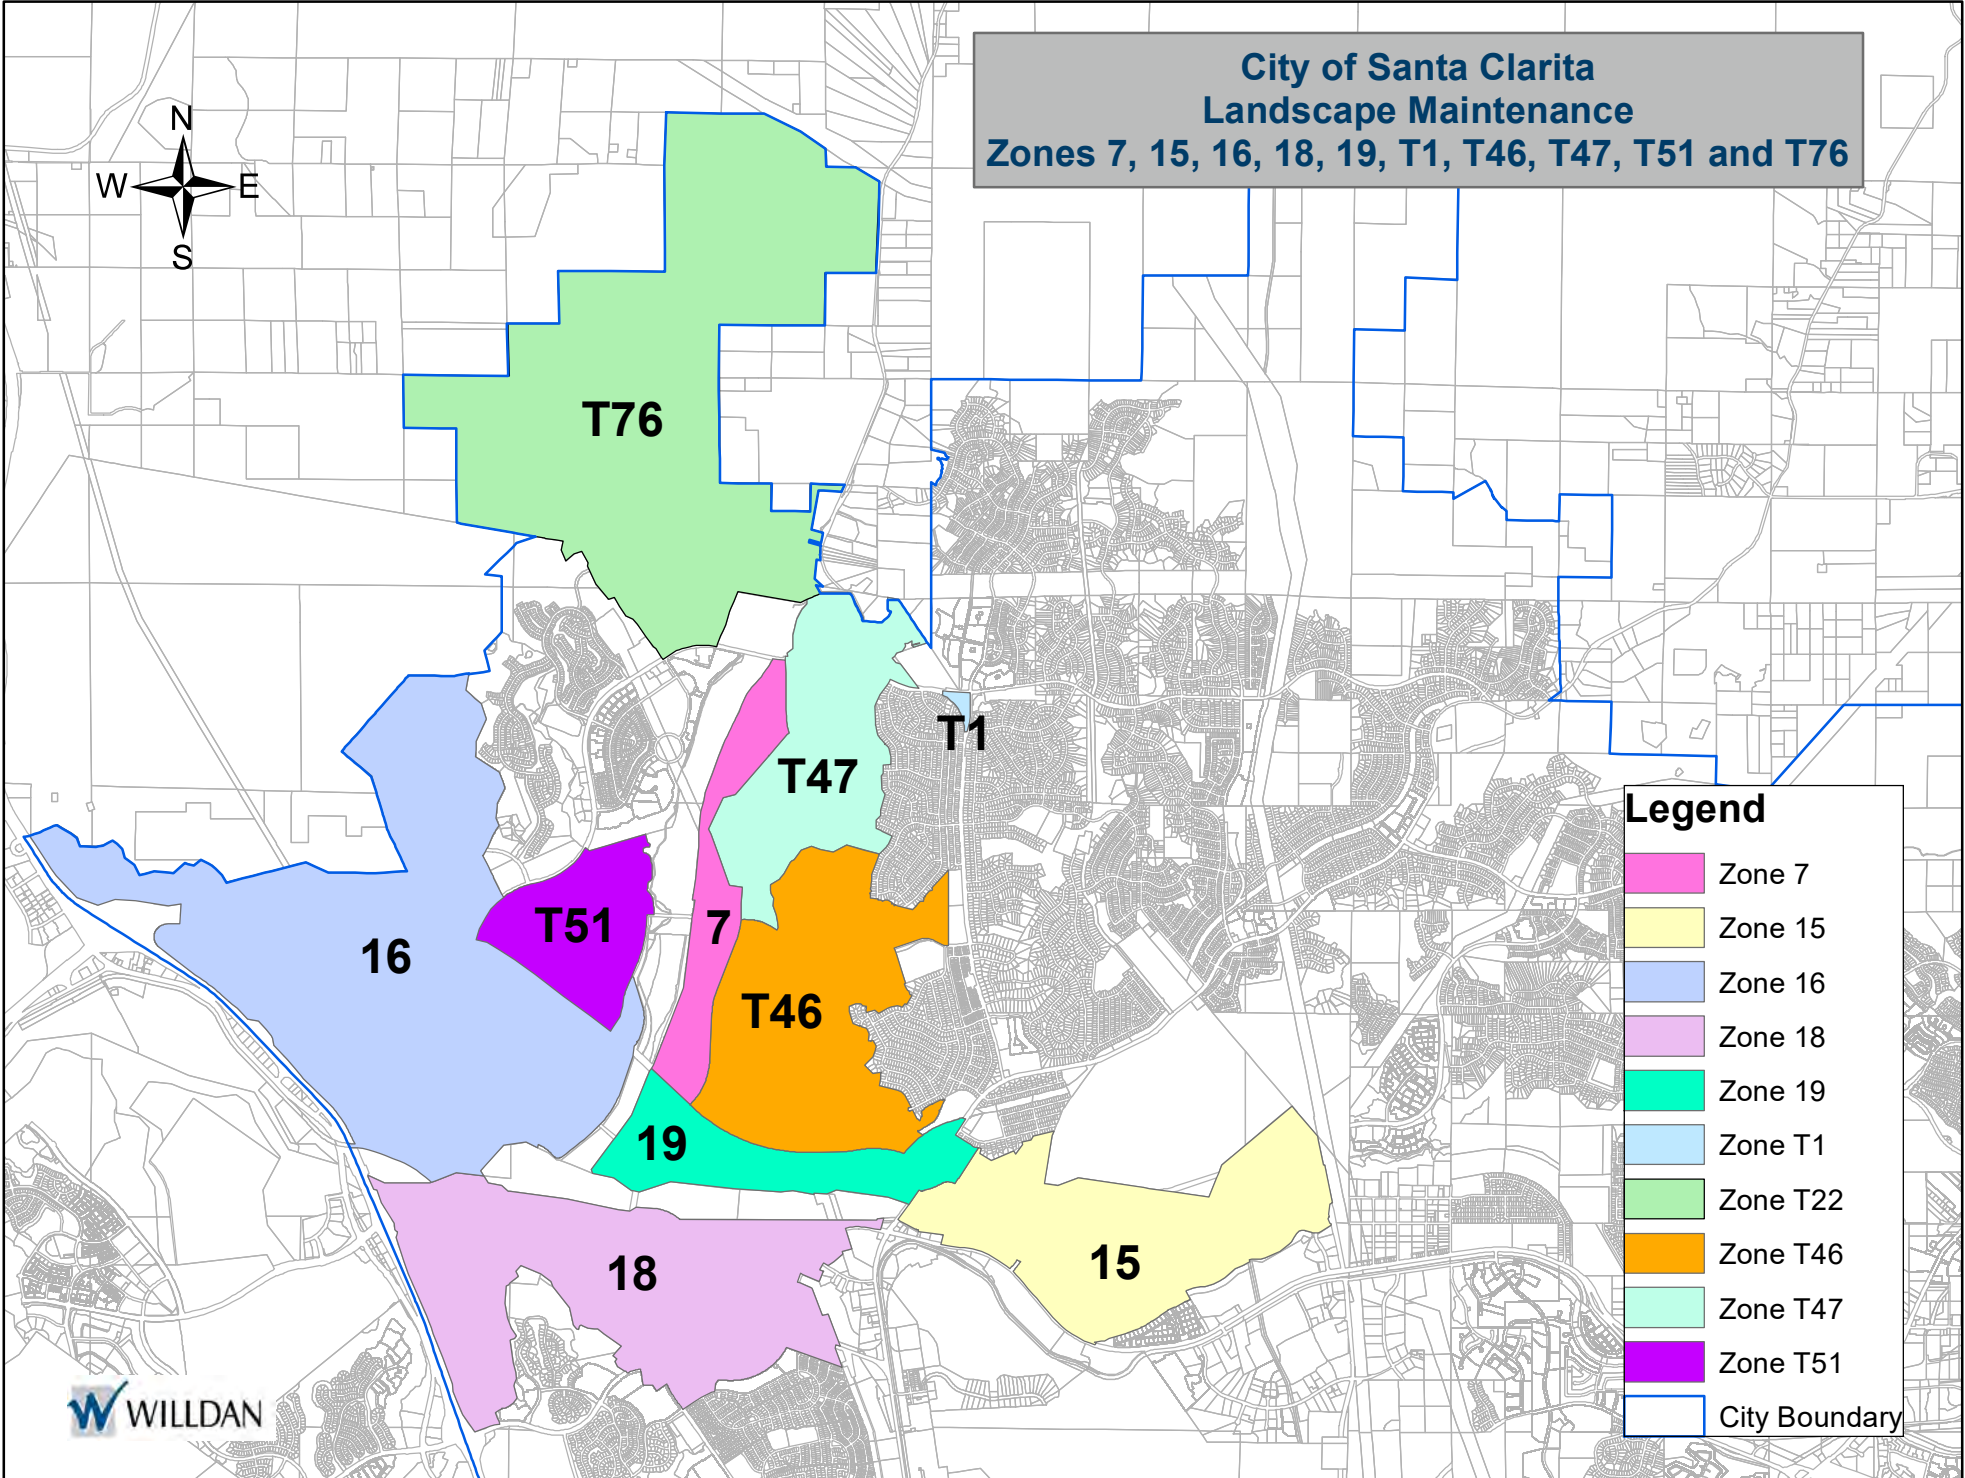 City of Santa Clarita
Landscape Maintenance
Zones 7, 15, 16, 18, 19, T1, T46, T47, T51 and T76
N
W E
S
T76
T1
T47
T51
7
16
T46
19
15
18
Legend
Zone 7
Zone 15
Zone 16
Zone 18
Zone 19
Zone T1
Zone T22
Zone T46
Zone T47
Zone T51
City Boundary
W WILLDAN